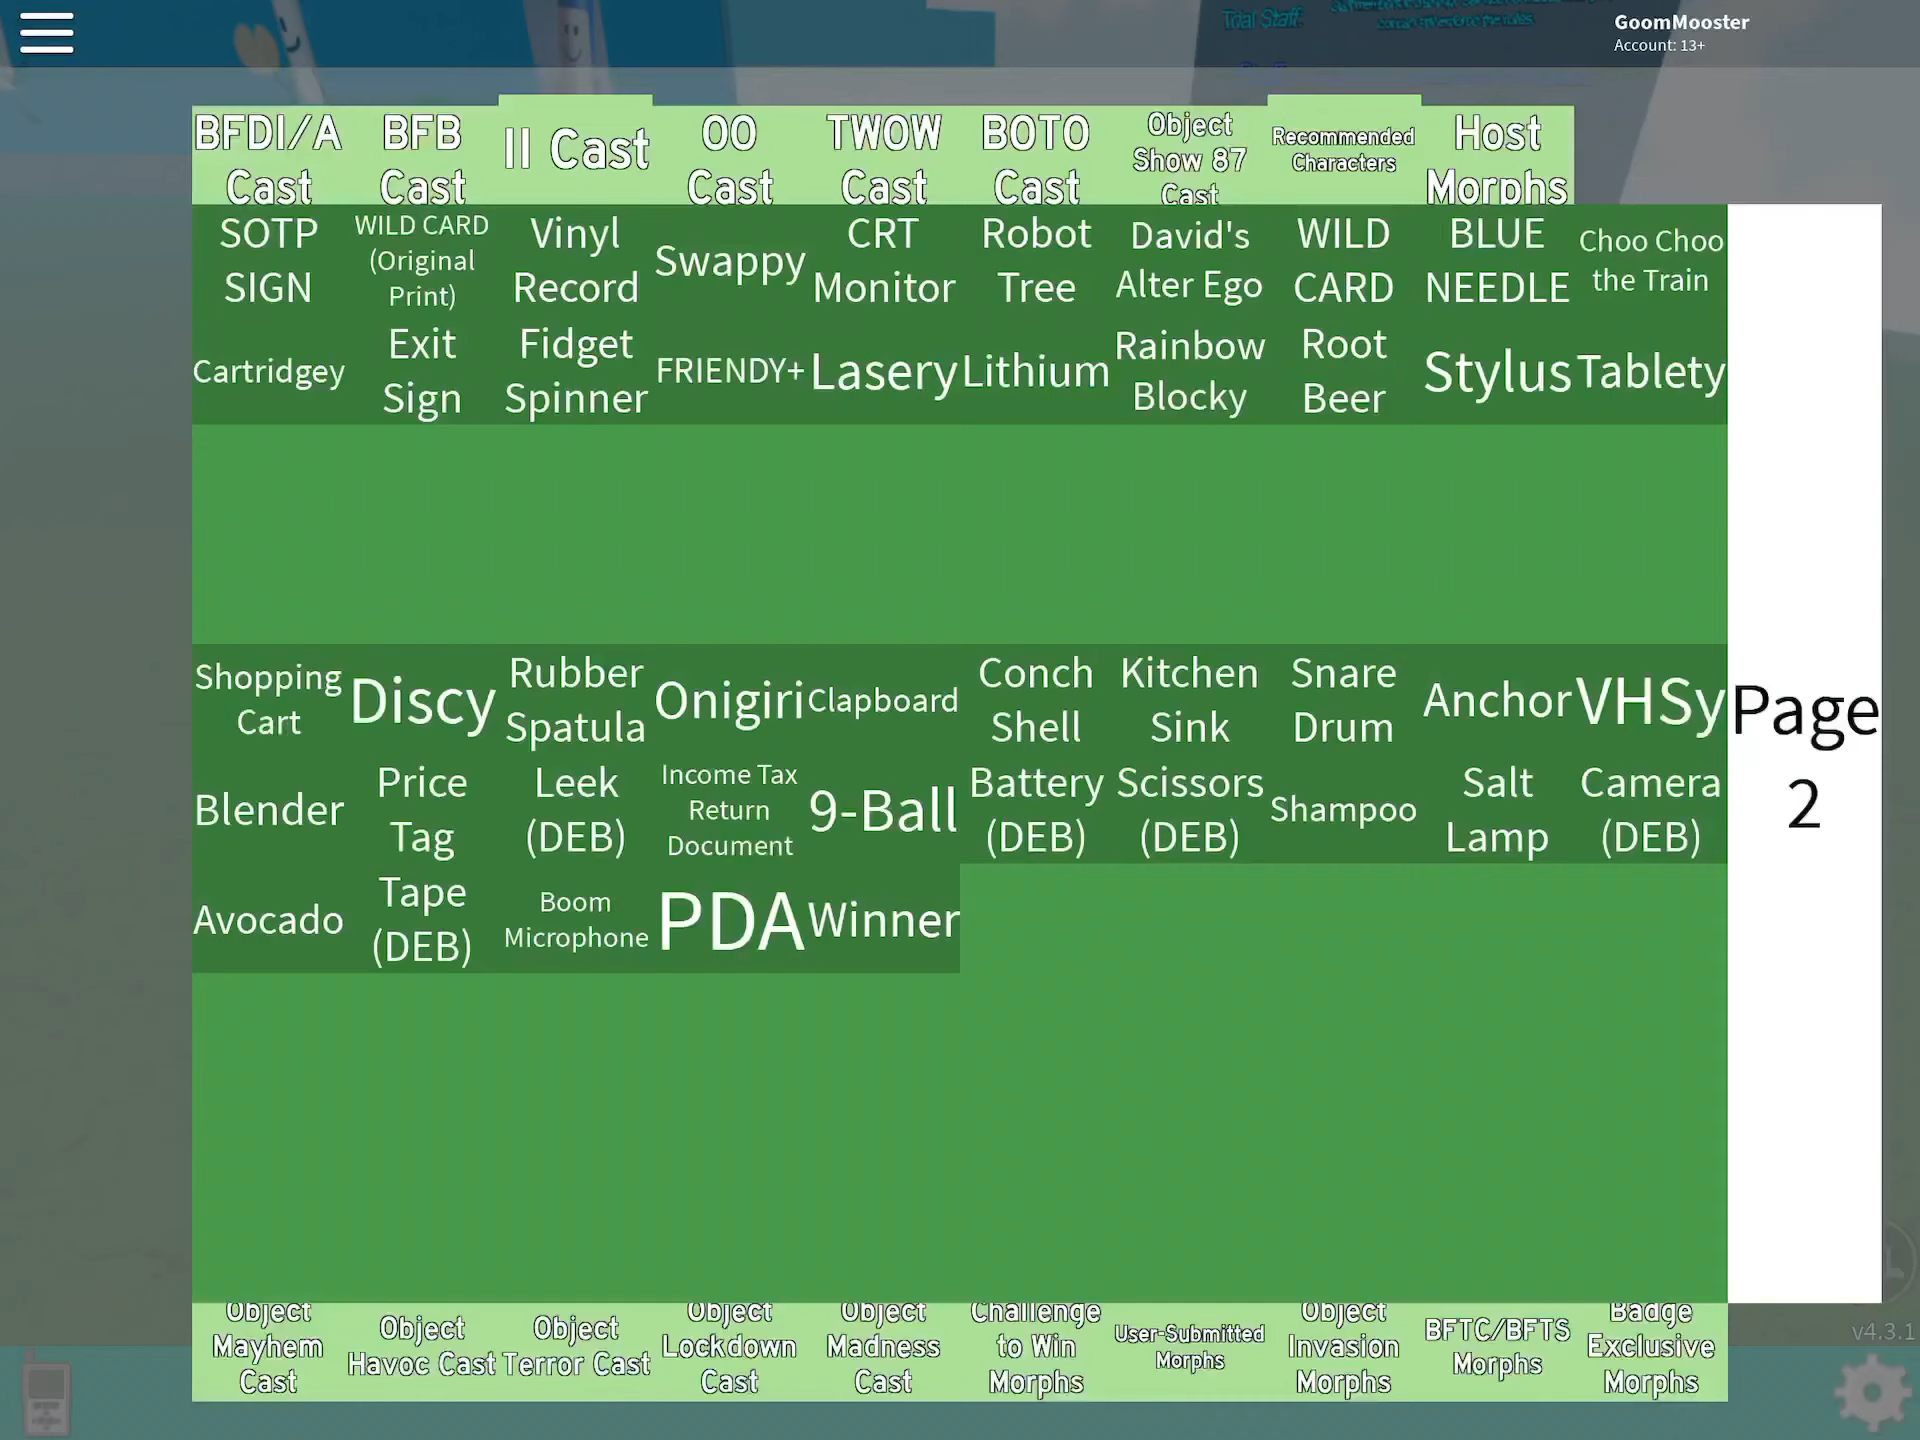 Trial Staff:
GoomMooster
Account: 13+
BFDI/A
Cast
BFB
Cast
II Cast
OO
Cast
TWOW
Cast
BOTO
Cast
Object
Show 87
Cast
Recommended
Characters
Host
Morphs
SOTP
SIGN
WILD CARD
(Original
Print)
Vinyl
Record
Swappy
CRT
Monitor
Robot
Tree
David's
Alter Ego
WILD
CARD
BLUE
NEEDLE
Choo Choo
the Train
Cartridgey
Exit
Sign
Fidget
Spinner
FRIENDY+
Lasery
Lithium
Rainbow
Blocky
Root
Beer
Stylus
Tablety
Shopping
Cart
Discy
Rubber
Spatula
Onigiri
Clapboard
Conch
Shell
Kitchen
Sink
Snare
Drum
Anchor
VHSy
Blender
Price
Tag
Leek
(DEB)
Income Tax
Return
Document
9-Ball
Battery
(DEB)
Scissors
(DEB)
Shampoo
Salt
Lamp
Camera
(DEB)
Avocado
Tape
(DEB)
Boom
Microphone
PDA
Winner
Page
2
Object
Mayhem
Cast
Object
Havoc Cast
Object
Terror Cast
Object
Lockdown
Cast
Object
Madness
Cast
Challenge
to Win
Morphs
User-Submitted
Morphs
Object
Invasion
Morphs
BFTC/BFTS
Morphs
Badge
Exclusive
Morphs
v4.3.1